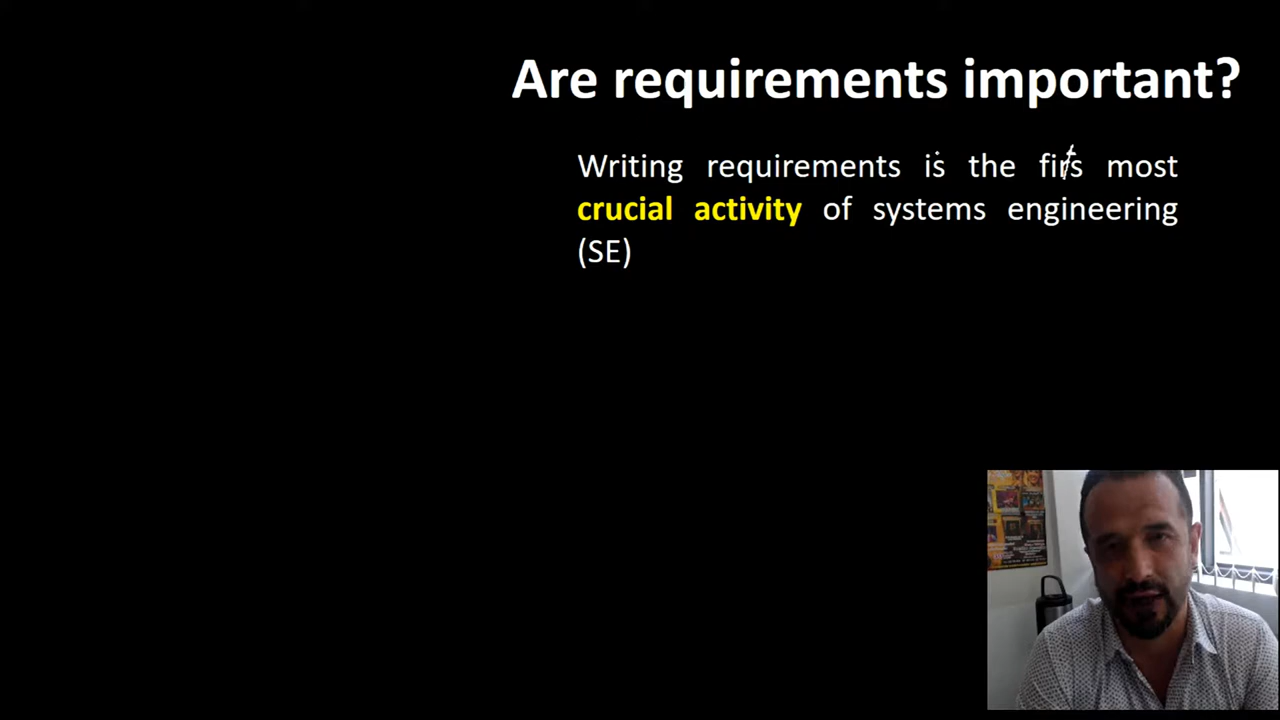 Are requirements important?
Writing requirements is the firs most
crucial activity of systems engineering
(SE)